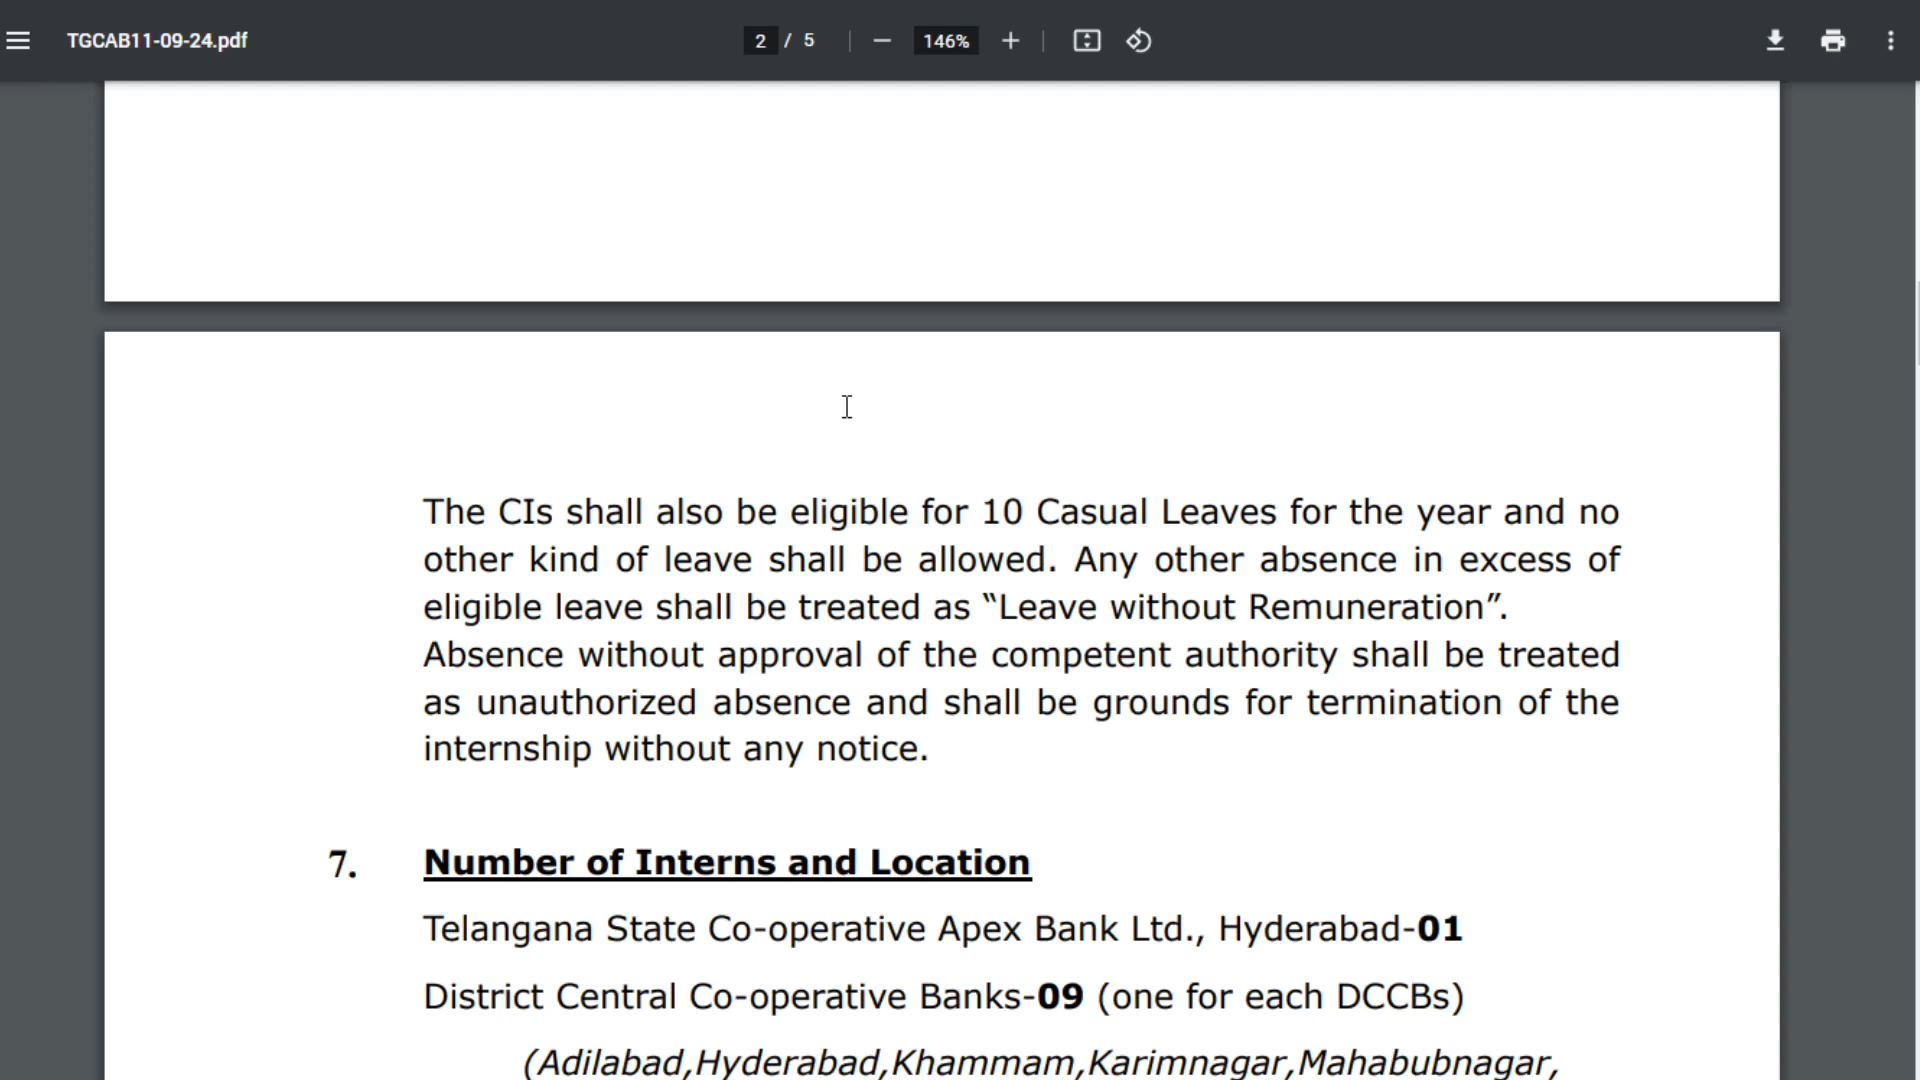 TGCAB11-09-24.pdf
2 / 5
146%
The CIs shall also be eligible for 10 Casual Leaves for the year and no
other kind of leave shall be allowed. Any other absence in excess of
eligible leave shall be treated as “Leave without Remuneration”.
Absence without approval of the competent authority shall be treated
as unauthorized absence and shall be grounds for termination of the
internship without any notice.
7. Number of Interns and Location
Telangana State Co-operative Apex Bank Ltd., Hyderabad-01
District Central Co-operative Banks-09 (one for each DCCBs)
(Adilabad,Hyderabad,Khammam,Karimnagar,Mahabubnagar,